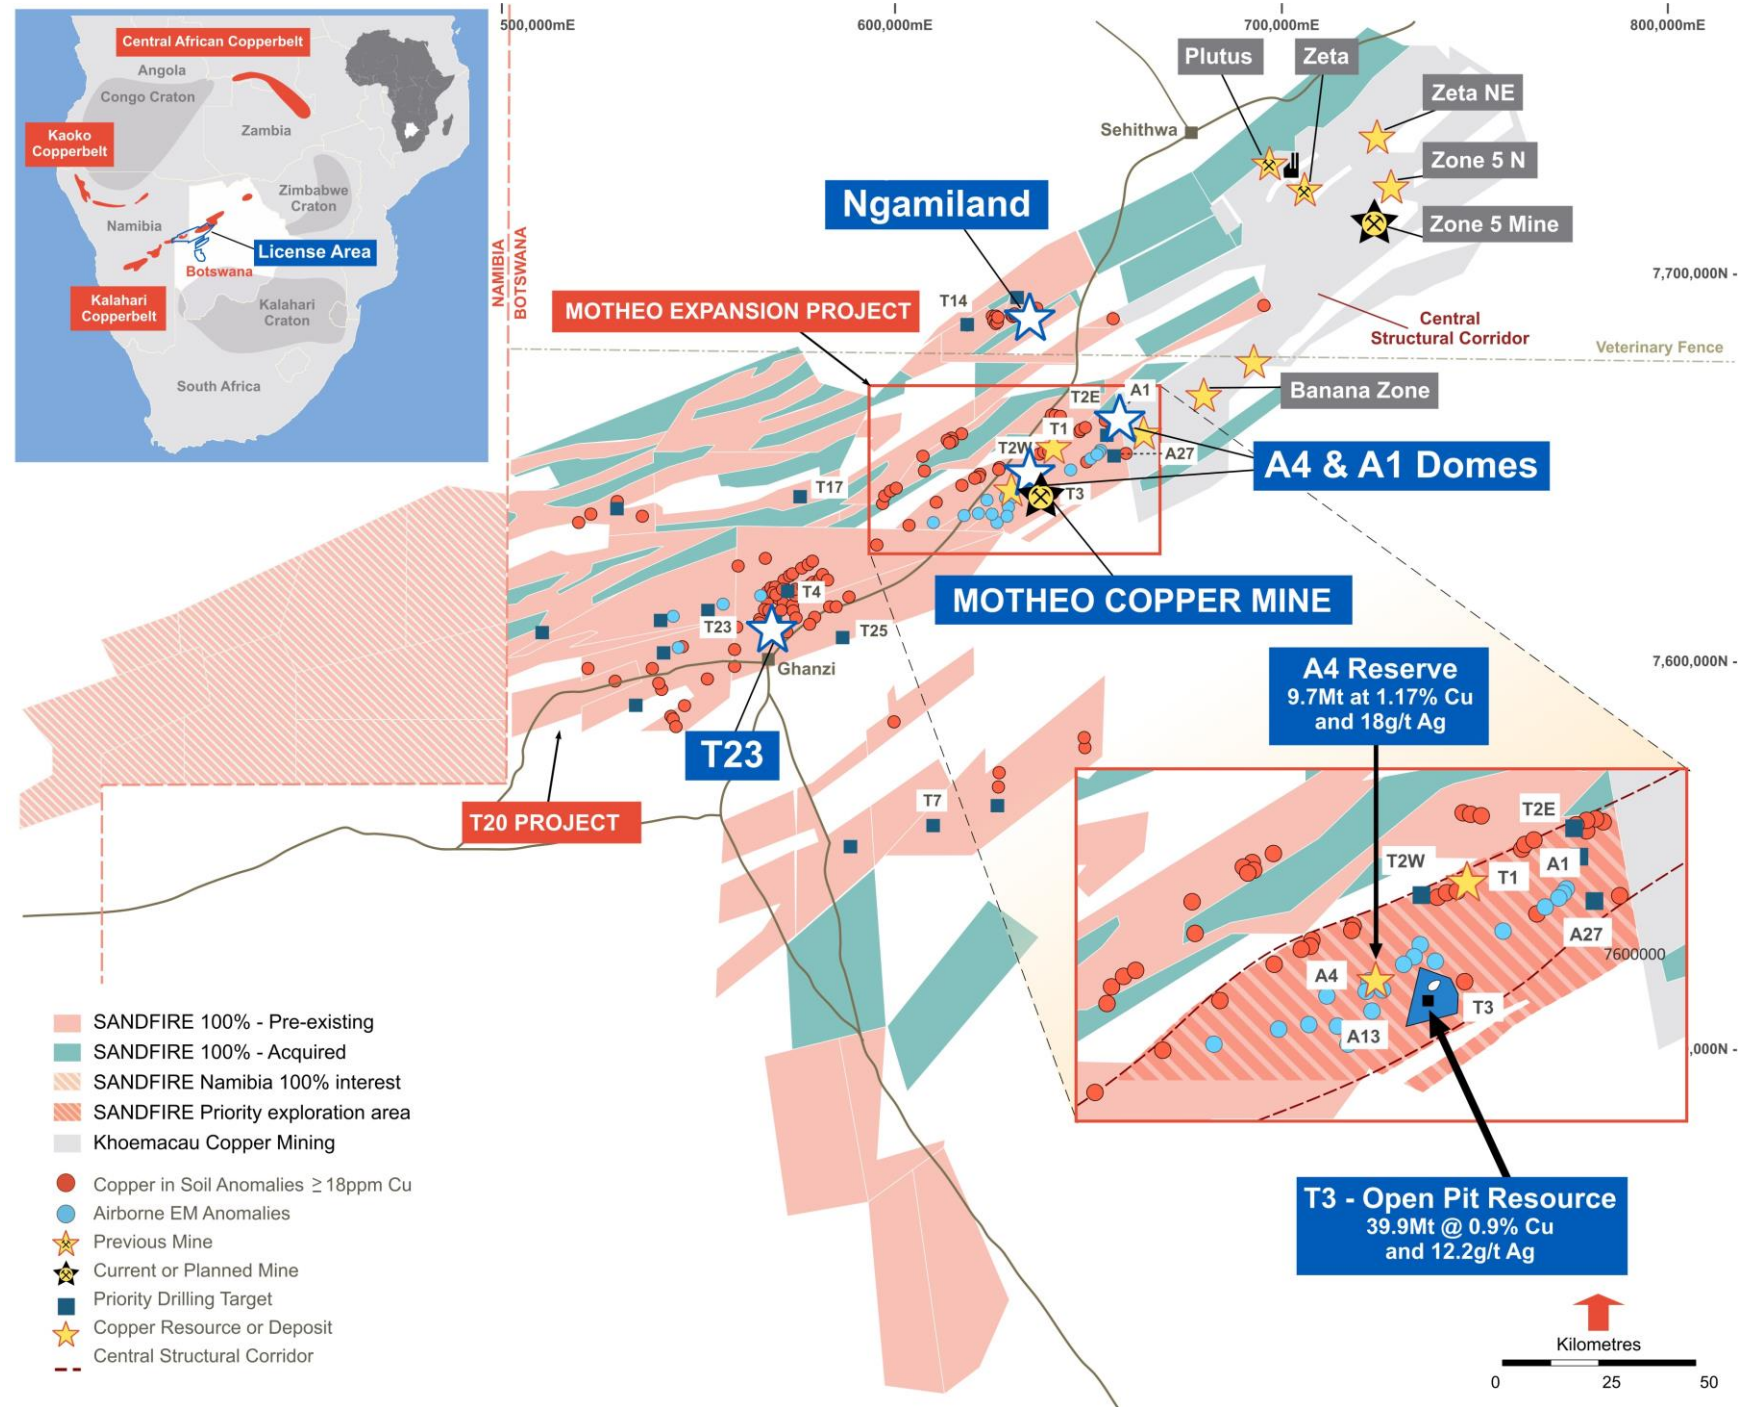 500,000mE
600,000mE
700,000mE
800,000mE
Central African Copperbelt
Angola
Congo Craton
Zambia
Kaoko
Copperbelt
Zimbabwe
Craton
Namibia
License Area
Botswana
Kalahari
Copperbelt
Kalahari
Craton
South Africa
NAMIBIA
BOTSWANA
Plutus
Zeta
Zeta NE
Sehithwa
Zone 5 N
Ngamiland
Zone 5 Mine
7,700,000N
T14
MOTHEO EXPANSION PROJECT
Central
Structural Corridor
Veterinary Fence
T2E
A1
Banana Zone
T1
T2W
A27
A4 & A1 Domes
T17
T3
MOTHEO COPPER MINE
T4
T23
T25
Ghanzi
7,600,000N
A4 Reserve
9.7Mt at 1.17% Cu
and 18g/t Ag
T23
T20 PROJECT
T7
T2E
T2W
T1
A1
A27
7600000
A4
T3
A13
,000N
SANDFIRE 100% - Pre-existing
SANDFIRE 100% - Acquired
SANDFIRE Namibia 100% interest
SANDFIRE Priority exploration area
Khoemacau Copper Mining
Copper in Soil Anomalies ≥18ppm Cu
Airborne EM Anomalies
Previous Mine
Current or Planned Mine
Priority Drilling Target
Copper Resource or Deposit
Central Structural Corridor
T3 - Open Pit Resource
39.9Mt @ 0.9% Cu
and 12.2g/t Ag
Kilometres
0 25 50